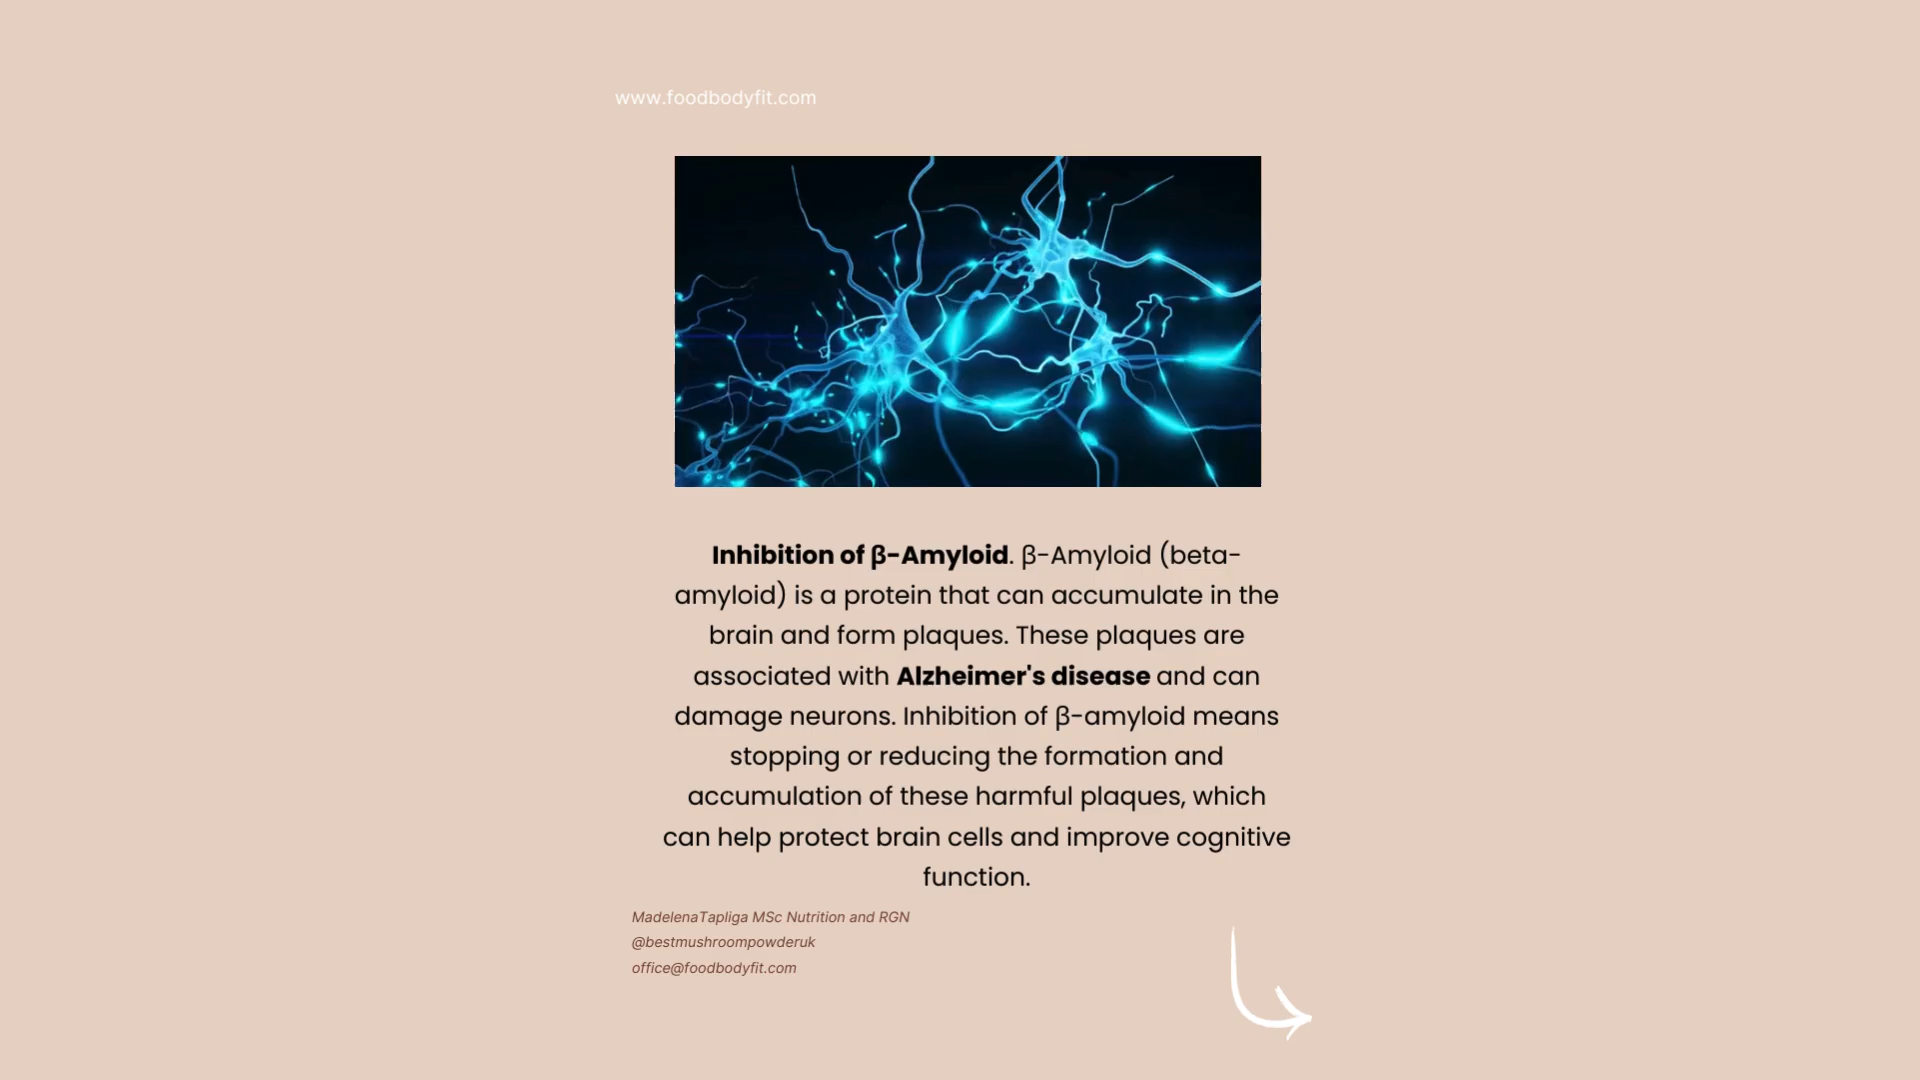 www.foodbodyfit.com
Inhibition of β-Amyloid. β-Amyloid (beta-
amyloid) is a protein that can accumulate in the
brain and form plaques. These plaques are
associated with Alzheimer's disease and can
damage neurons. Inhibition of β-amyloid means
stopping or reducing the formation and
accumulation of these harmful plaques, which
can help protect brain cells and improve cognitive
function.
MadelenaTapliga MSc Nutrition and RGN
@bestmushroompowderuk
office@foodbodyfit.com